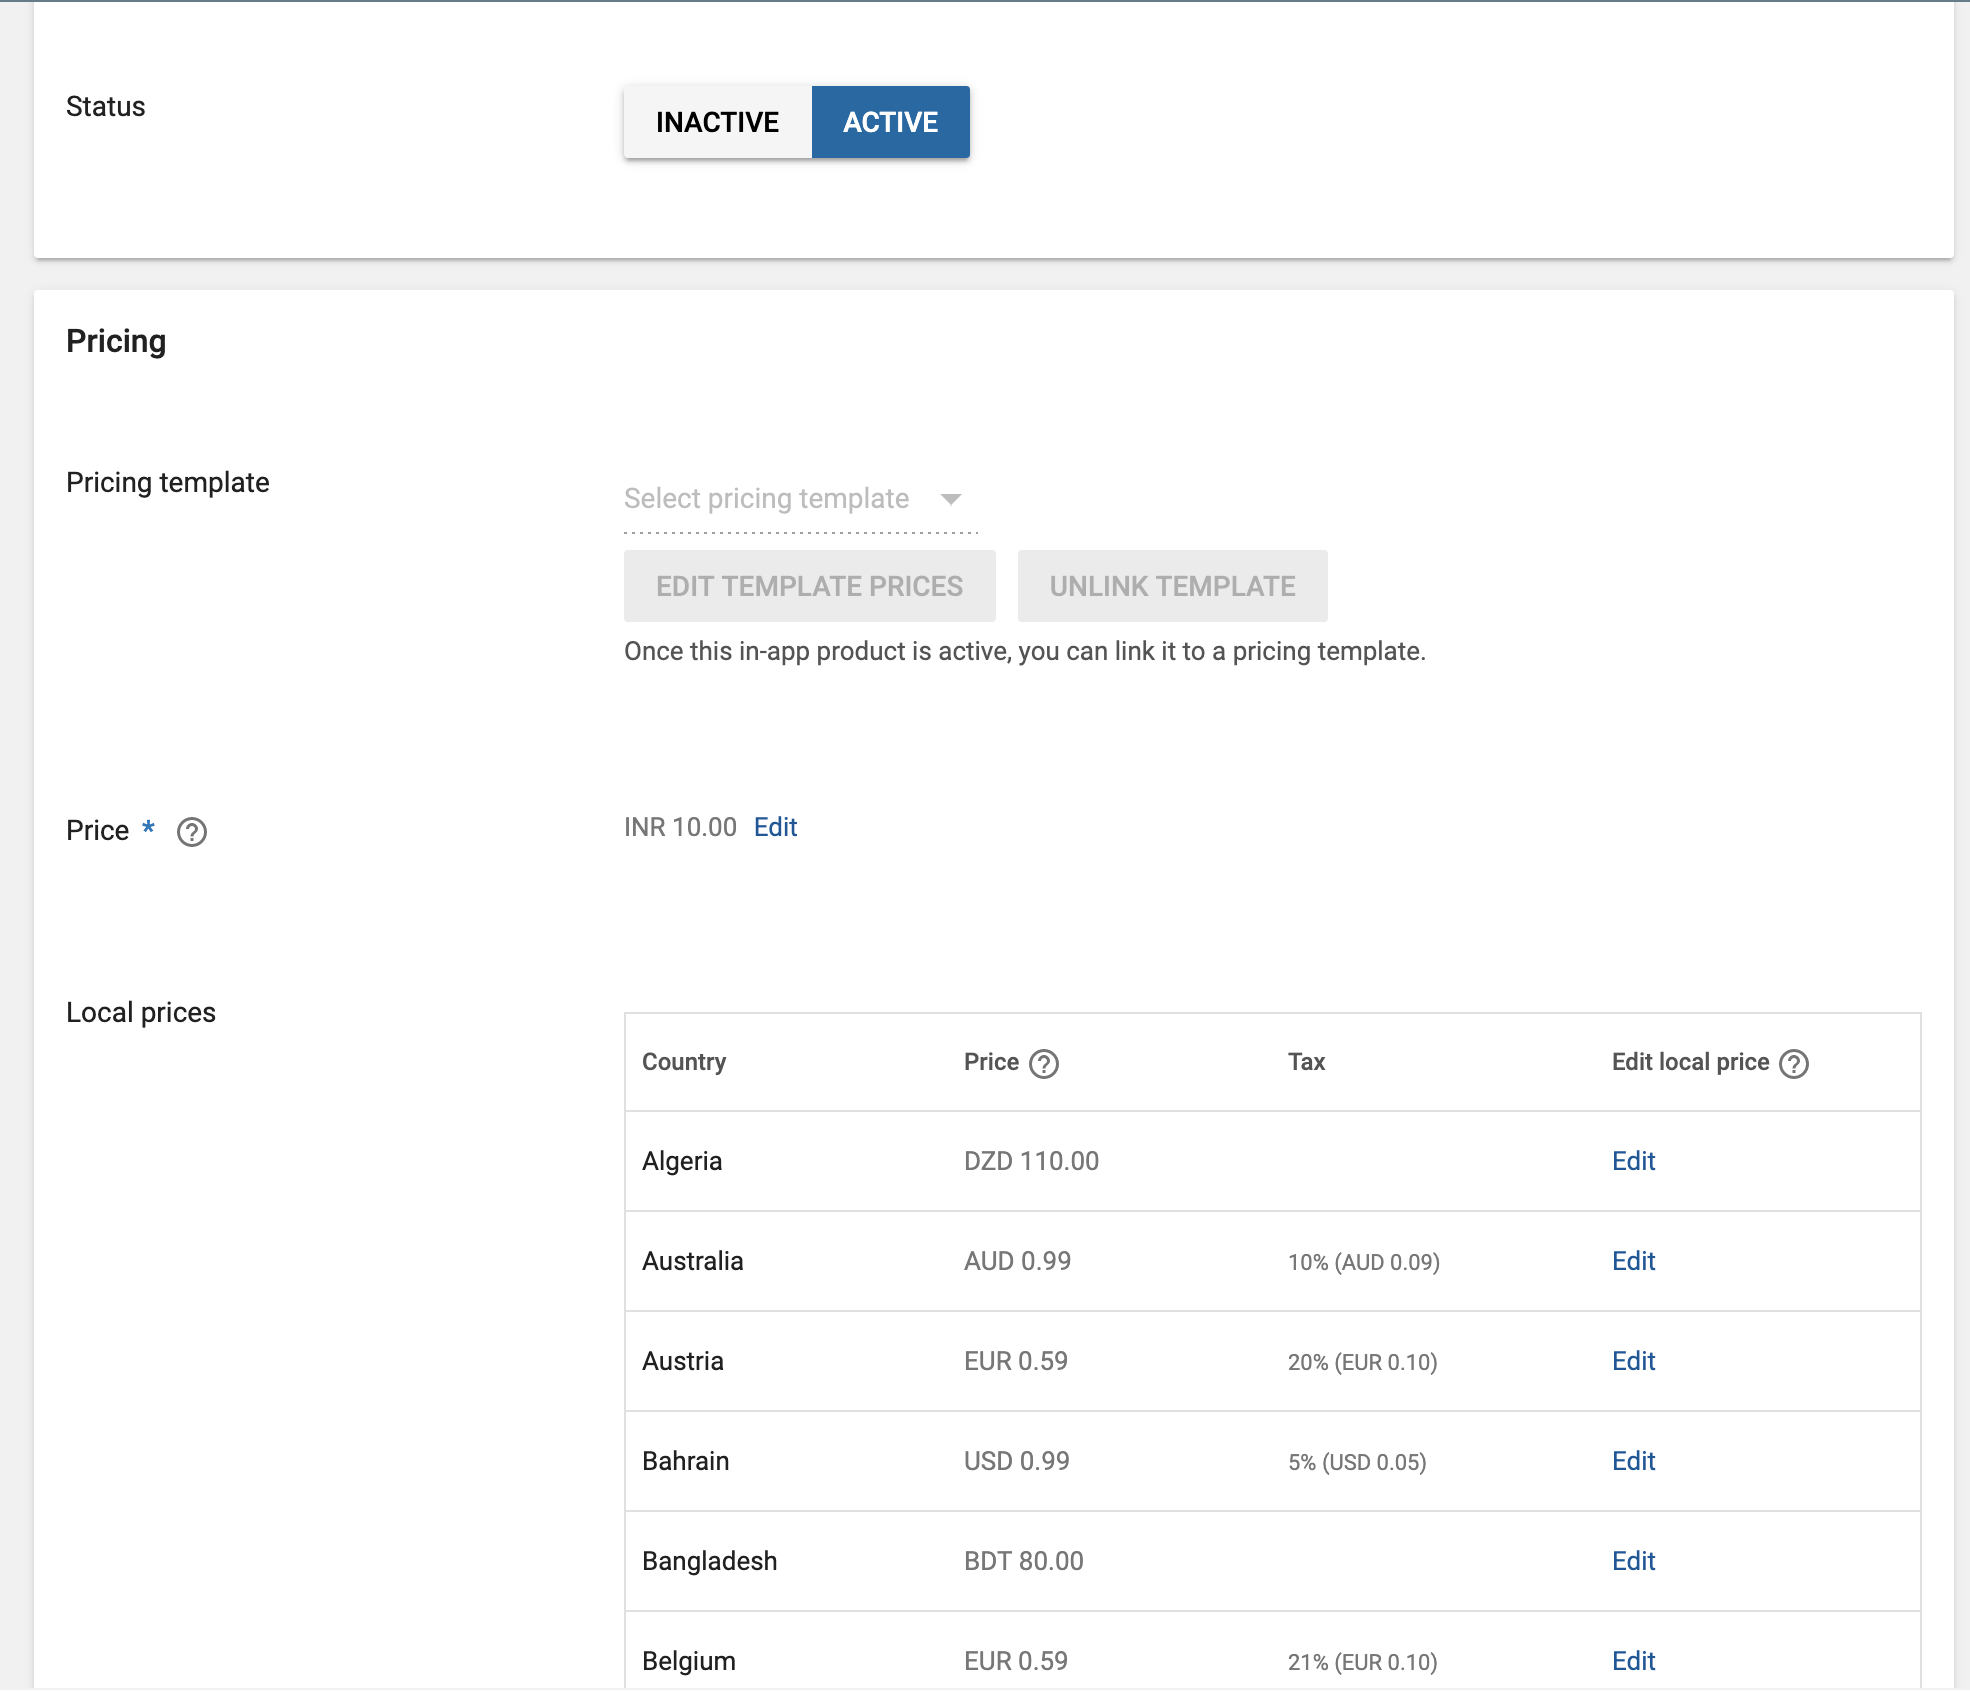 Status
INACTIVE ACTIVE
Pricing
Pricing template
Select pricing template
EDIT TEMPLATE PRICES UNLINK TEMPLATE
Once this in-app product is active, you can link it to a pricing template.
Price * ? INR 10.00 Edit
Local prices
Country Price ? Tax Edit local price ?
Algeria DZD 110.00 Edit
Australia AUD 0.99 10% (AUD 0.09) Edit
Austria EUR 0.59 20% (EUR 0.10) Edit
Bahrain USD 0.99 5% (USD 0.05) Edit
Bangladesh BDT 80.00 Edit
Belgium EUR 0.59 21% (EUR 0.10) Edit